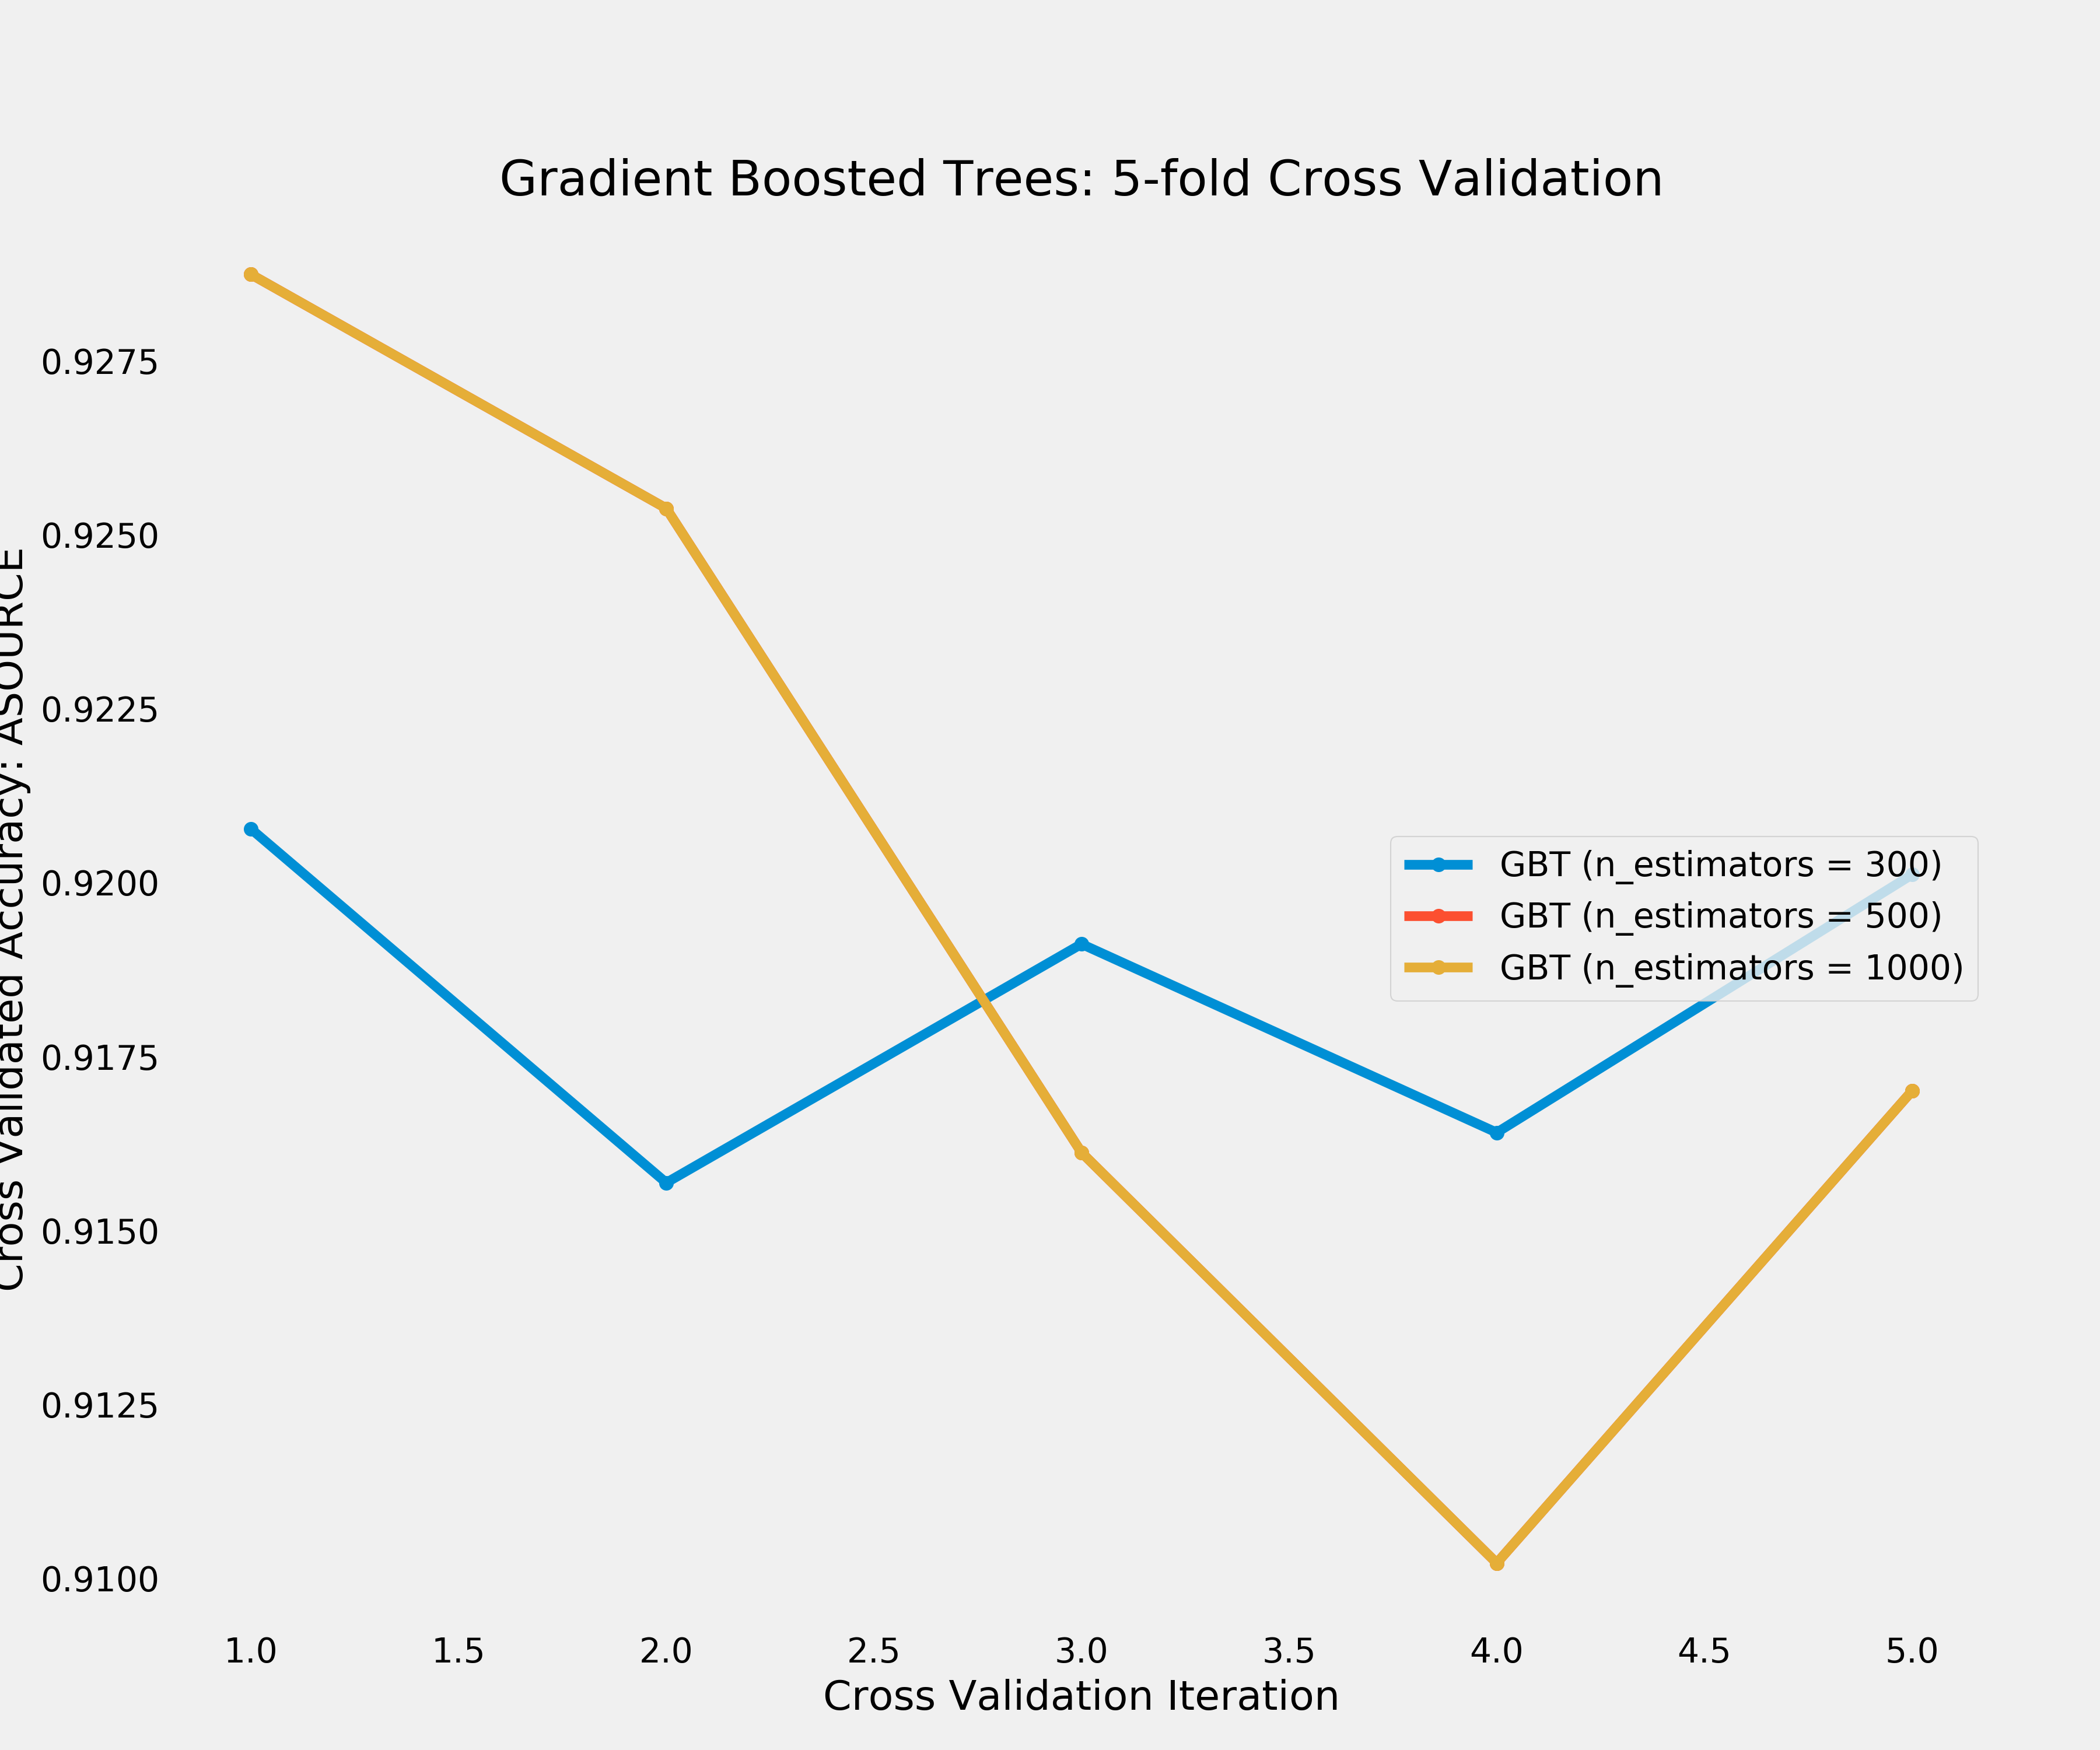 Gradient Boosted Trees: 5-fold Cross Validation
0.9275
0.9250
0.9225
0.9200
0.9175
0.9150
0.9125
0.9100
Cross Validated Accuracy: ASOURCE
GBT (n_estimators = 300)
GBT (n_estimators = 500)
GBT (n_estimators = 1000)
1.0 1.5 2.0 2.5 3.0 3.5 4.0 4.5 5.0
Cross Validation Iteration